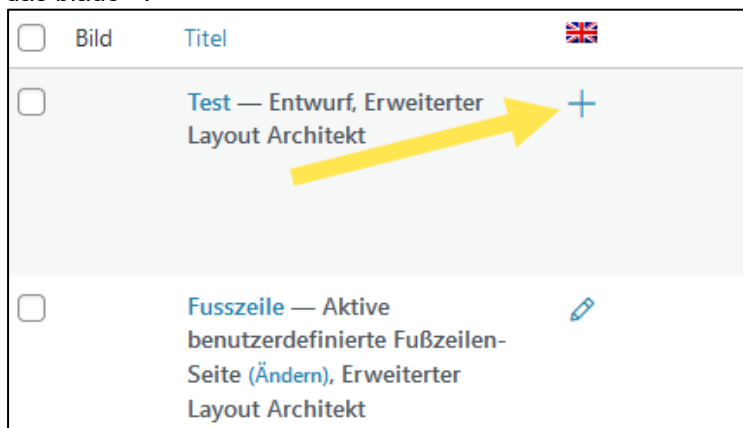 Bild Titel
Test — Entwurf, Erweiterter
Layout Architekt
Fusszeile — Aktive
benutzerdefinierte Fußzeilen-
Seite (Ändern), Erweiterter
Layout Architekt